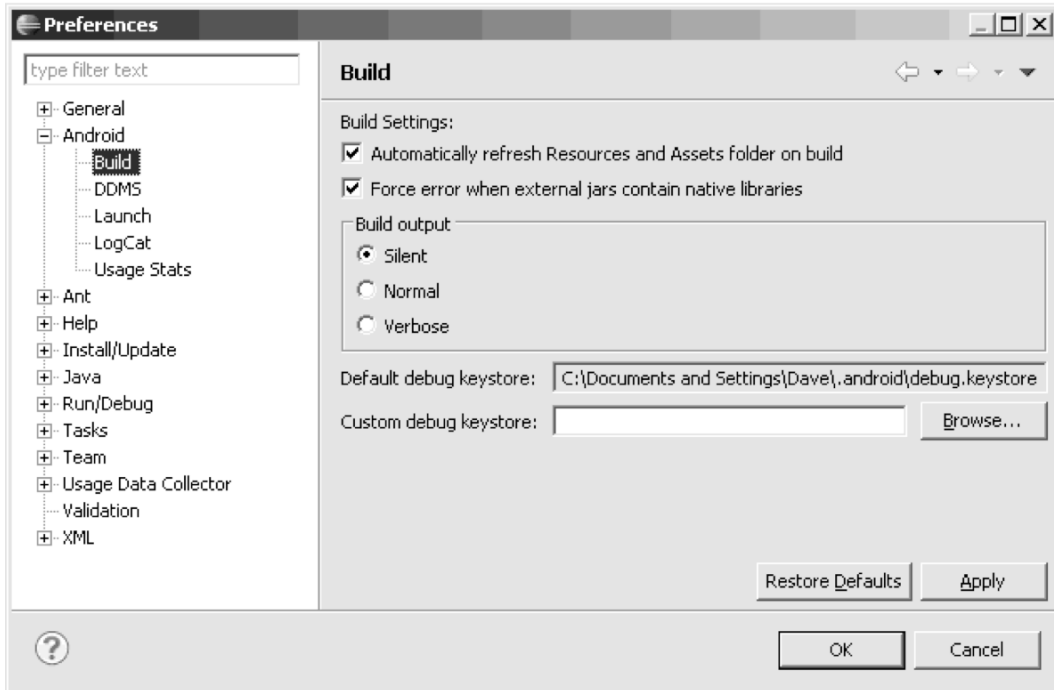 Preferences
type filter text
General
Android
Build
DDMS
Launch
LogCat
Usage Stats
Ant
Help
Install/Update
Java
Run/Debug
Tasks
Team
Usage Data Collector
Validation
XML
Build
Build Settings:
Automatically refresh Resources and Assets folder on build
Force error when external jars contain native libraries
Build output
Silent
Normal
Verbose
Default debug keystore: C:\Documents and Settings\Dave\.android\debug.keystore
Custom debug keystore: Browse...
Restore Defaults Apply
? OK Cancel